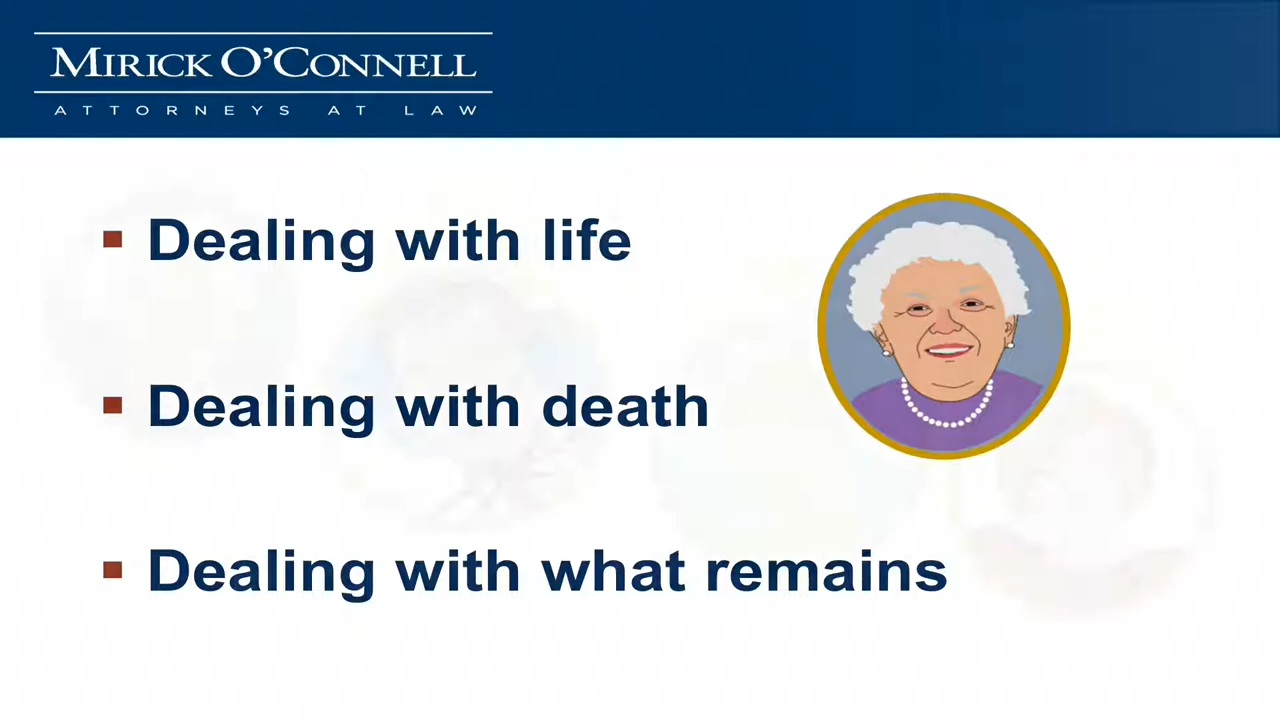 MIRICK O'CONNELL
ATTORNEYS AT LAW
Dealing with life
Dealing with death
Dealing with what remains